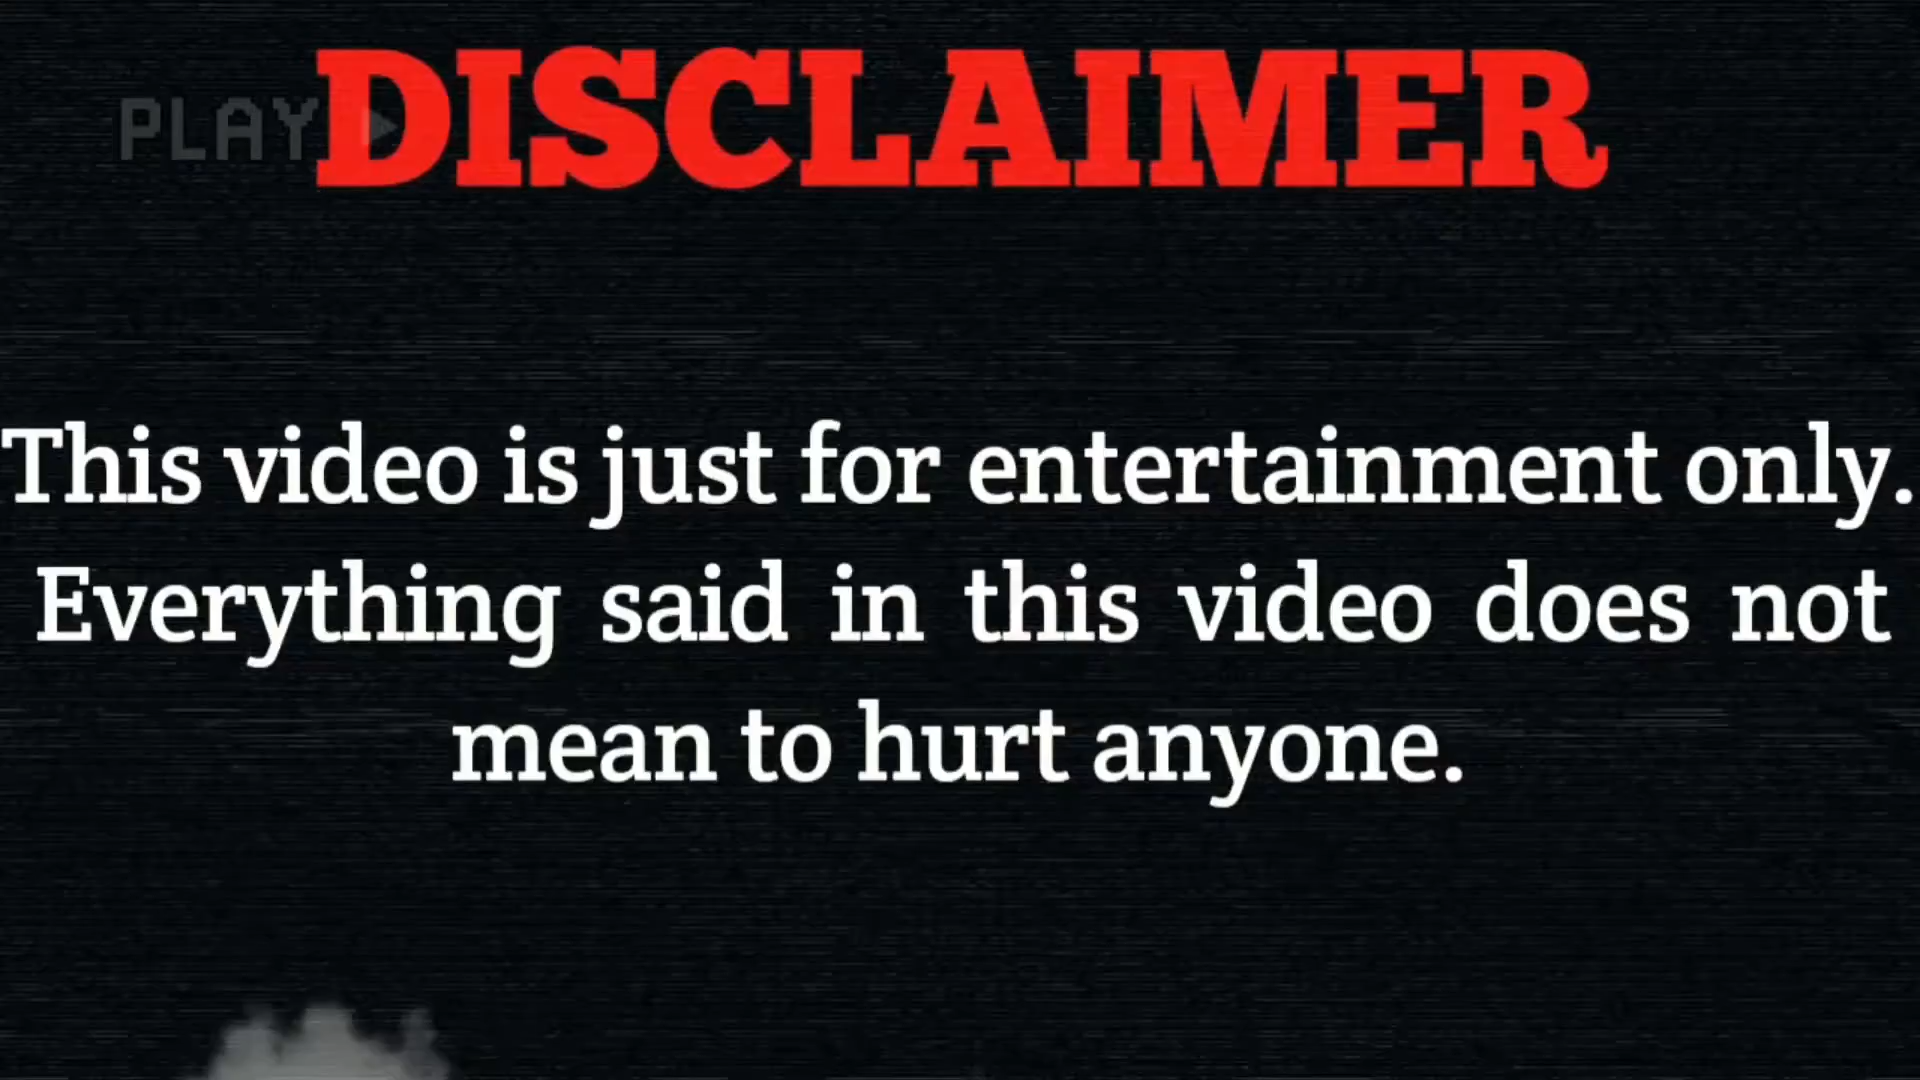 DISCLAIMER
PLAY
This video is just for entertainment only.
Everything said in this video does not
mean to hurt anyone.